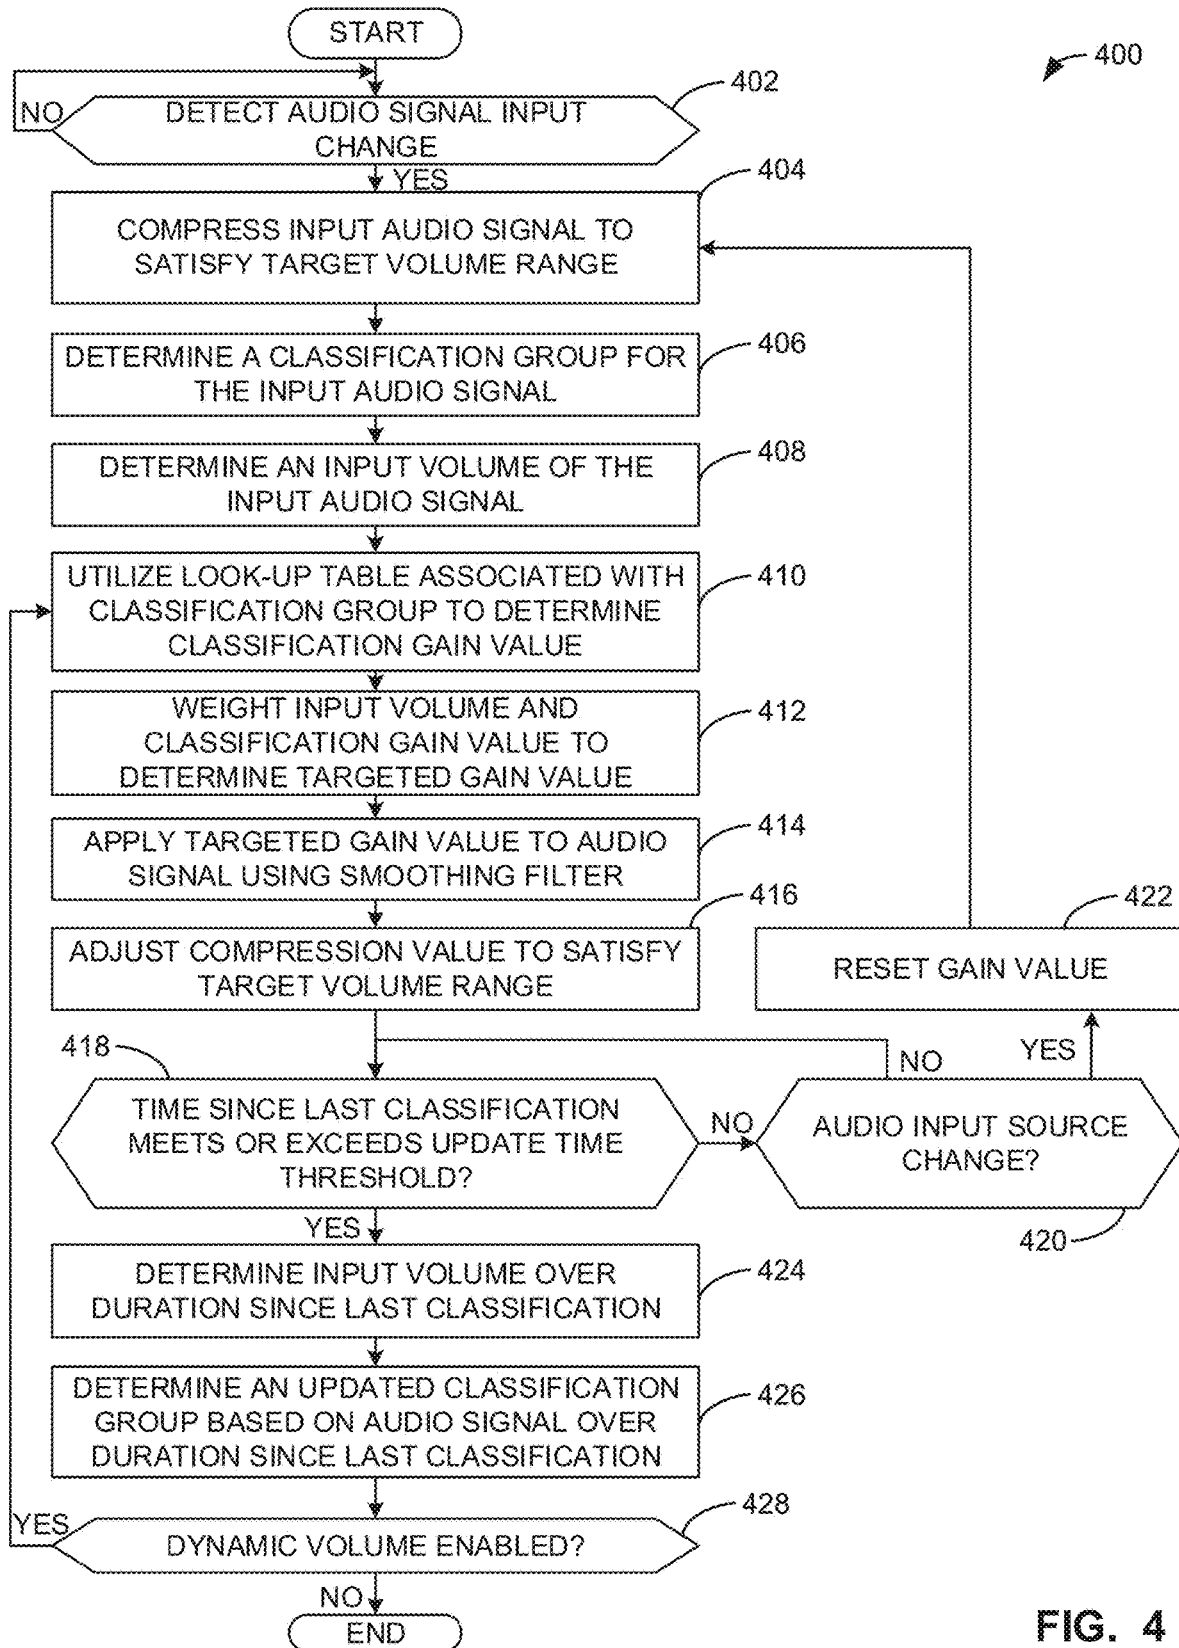 START
400
402
NO
DETECT AUDIO SIGNAL INPUT
CHANGE
YES
404
COMPRESS INPUT AUDIO SIGNAL TO
SATISFY TARGET VOLUME RANGE
406
DETERMINE A CLASSIFICATION GROUP FOR
THE INPUT AUDIO SIGNAL
408
DETERMINE AN INPUT VOLUME OF THE
INPUT AUDIO SIGNAL
410
UTILIZE LOOK-UP TABLE ASSOCIATED WITH
CLASSIFICATION GROUP TO DETERMINE
CLASSIFICATION GAIN VALUE
412
WEIGHT INPUT VOLUME AND
CLASSIFICATION GAIN VALUE TO
DETERMINE TARGETED GAIN VALUE
414
APPLY TARGETED GAIN VALUE TO AUDIO
SIGNAL USING SMOOTHING FILTER
416
ADJUST COMPRESSION VALUE TO SATISFY
TARGET VOLUME RANGE
422
RESET GAIN VALUE
418
NO
YES
TIME SINCE LAST CLASSIFICATION
MEETS OR EXCEEDS UPDATE TIME
THRESHOLD?
NO
AUDIO INPUT SOURCE
CHANGE?
420
YES
424
DETERMINE INPUT VOLUME OVER
DURATION SINCE LAST CLASSIFICATION
426
DETERMINE AN UPDATED CLASSIFICATION
GROUP BASED ON AUDIO SIGNAL OVER
DURATION SINCE LAST CLASSIFICATION
428
YES
DYNAMIC VOLUME ENABLED?
NO
END
FIG. 4